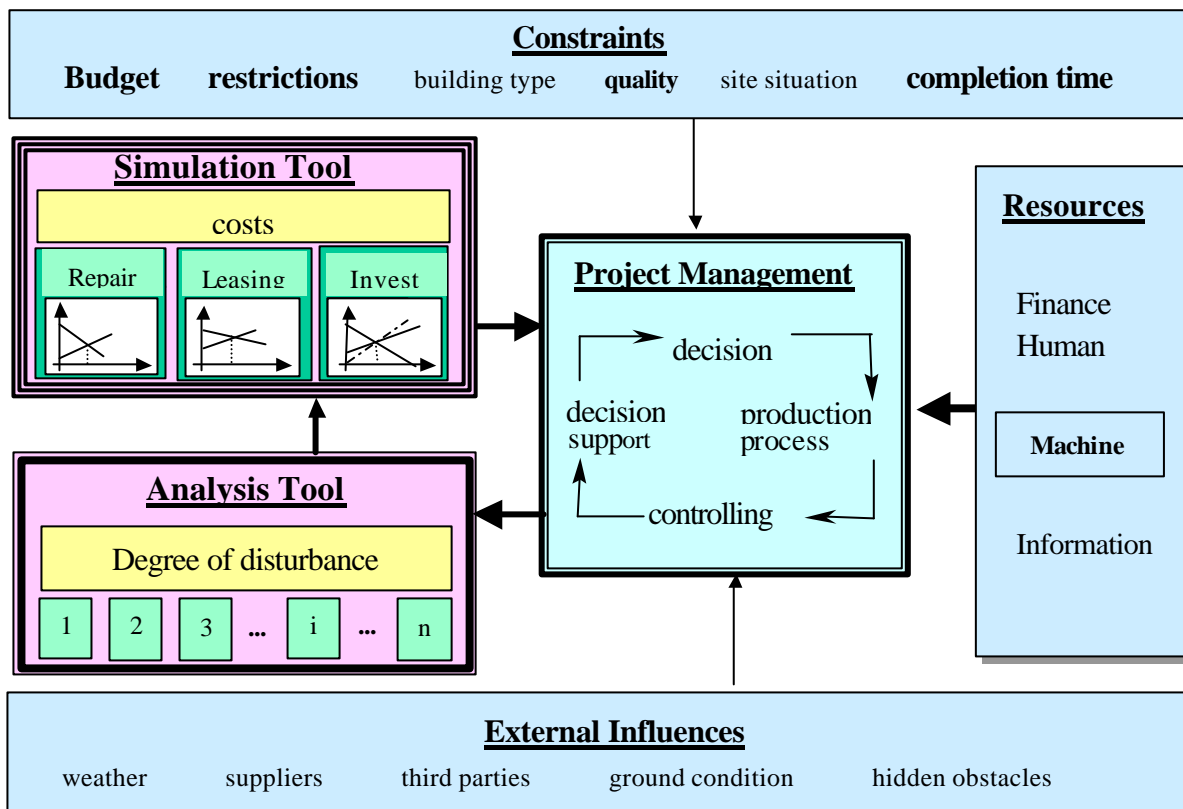 Constraints
Budget restrictions building type quality site situation completion time
Simulation Tool
costs
Repair Leasing Invest
Project Management
decision
decision support
production process
controlling
Resources
Finance
Human
Machine
Information
Analysis Tool
Degree of disturbance
1 2 3 ... i ... n
External Influences
weather suppliers third parties ground condition hidden obstacles